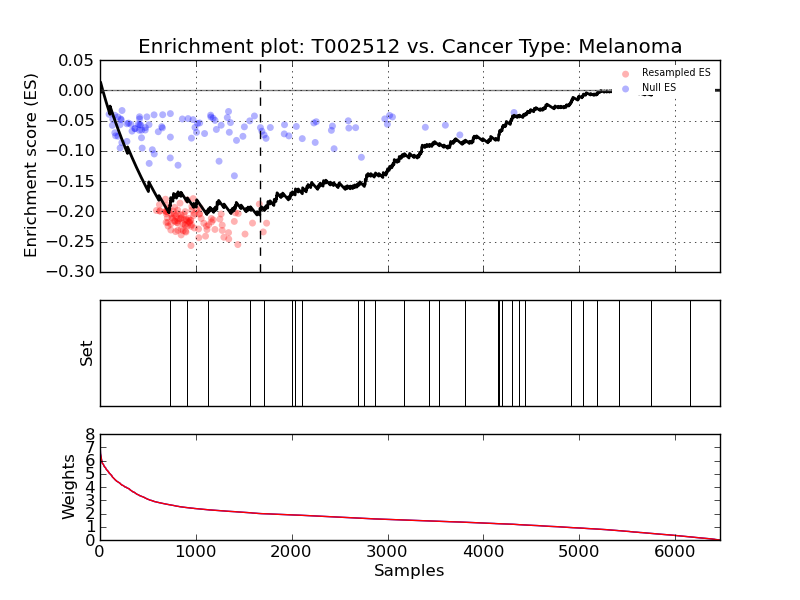 Enrichment plot: T002512 vs. Cancer Type: Melanoma
Enrichment score (ES)
0.05
0.00
−0.05
−0.10
−0.15
−0.20
−0.25
−0.30
Resampled ES
Null ES
Set
Weights
8
7
6
5
4
3
2
1
0
0 1000 2000 3000 4000 5000 6000
Samples